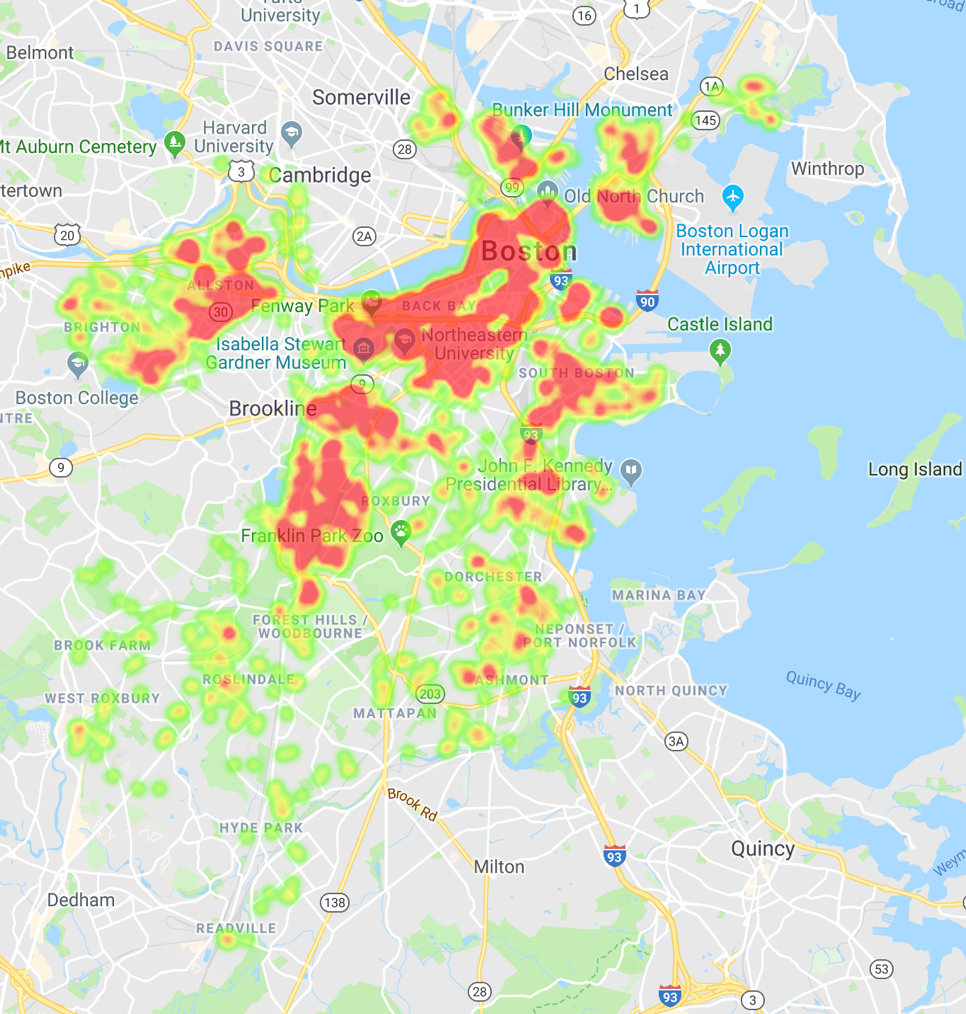 Tufts
University
16
1
Broad
Belmont
DAVIS SQUARE
Chelsea
1A
Somerville
Bunker Hill Monument
145
Harvard
University
Mt Auburn Cemetery
28
3
Cambridge
Winthrop
tertown
99
Old North Church
20
2A
Boston Logan
International
Airport
Boston
npike
93
ALLSTON
90
Fenway Park
BACK BAY
30
Castle Island
BRIGHTON
Northeastern
University
Isabella Stewart
Gardner Museum
SOUTH BOSTON
Boston College
9
Brookline
NTRE
93
9
John F. Kennedy
Presidential Library...
Long Island
ROXBURY
Franklin Park Zoo
DORCHESTER
MARINA BAY
FOREST HILLS /
WOODBOURNE
NEPONSET /
PORT NORFOLK
BROOK FARM
ROSLINDALE
ASHMONT
Quincy Bay
WEST ROXBURY
203
93
NORTH QUINCY
MATTAPAN
3A
Brook Rd
HYDE PARK
Quincy
93
Milton
Weym
Dedham
138
READVILLE
53
28
93
3